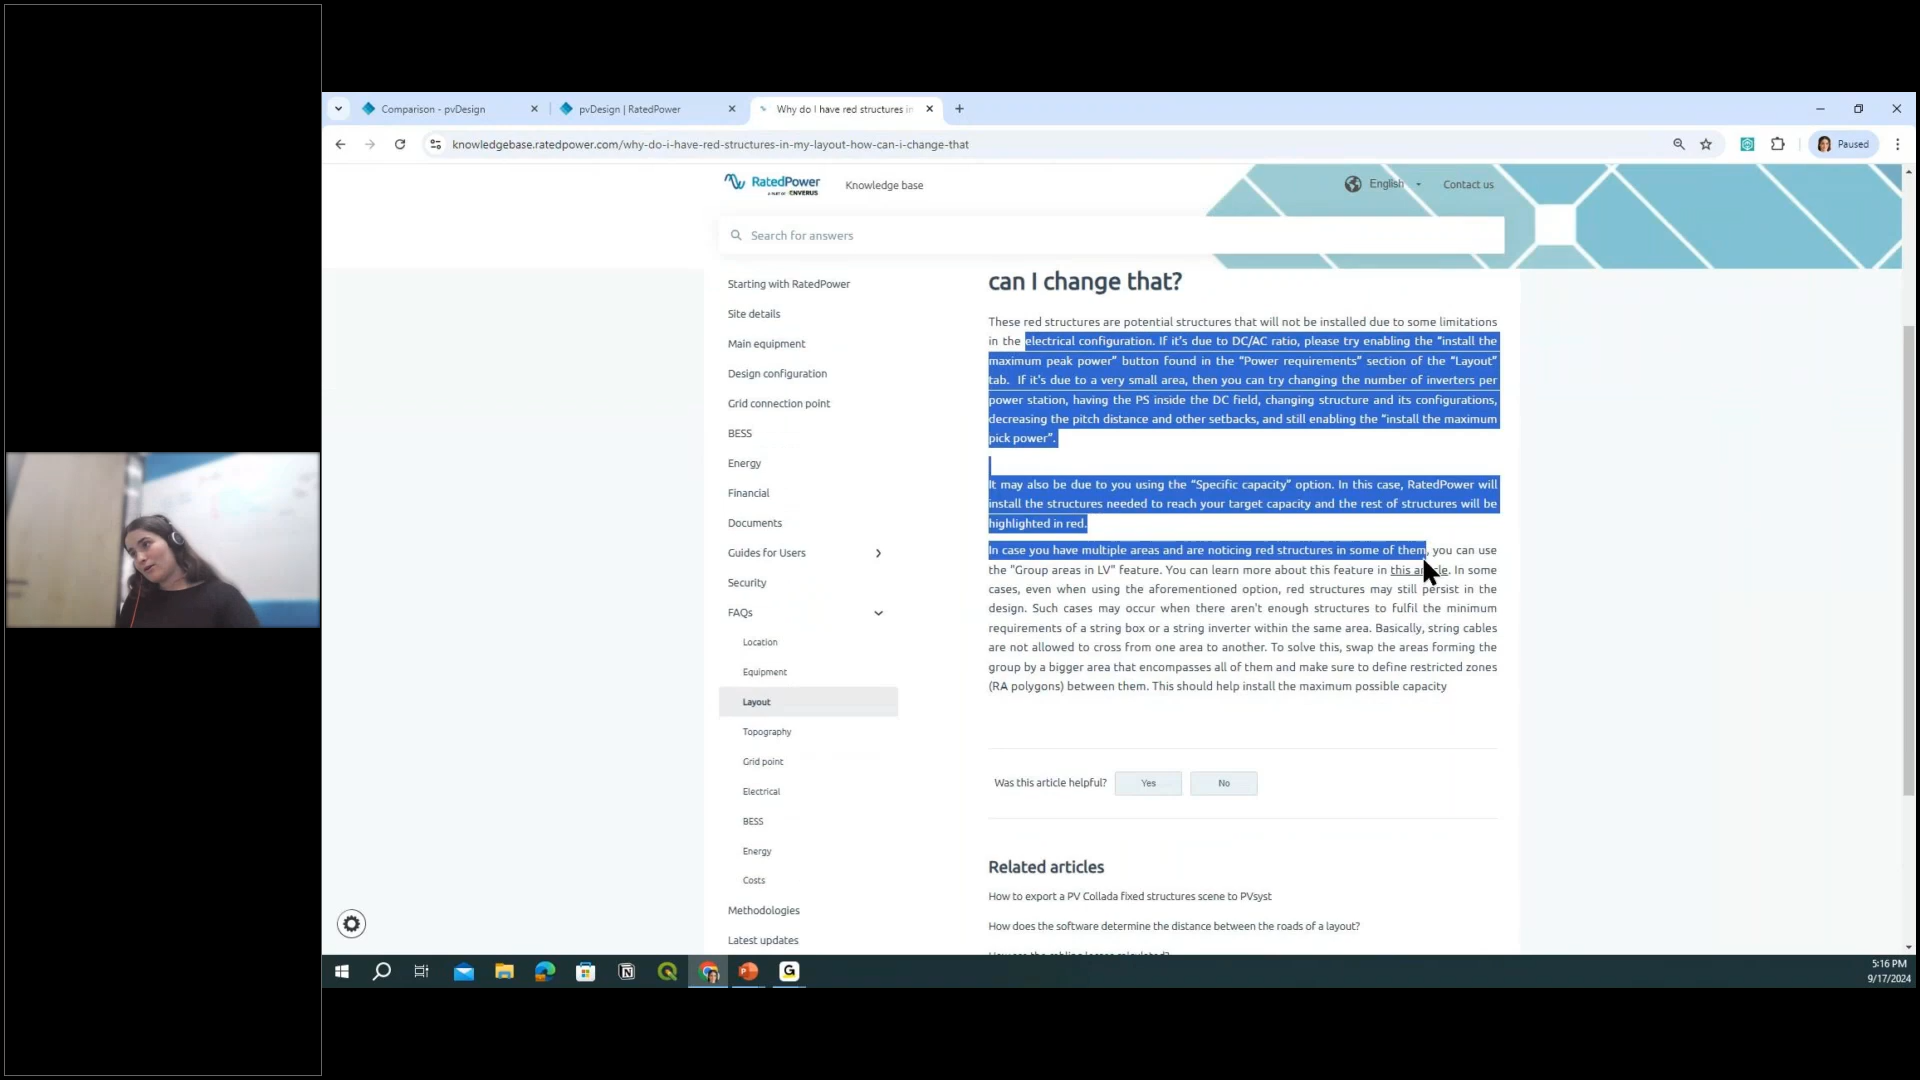 Comparison - pvDesign
pvDesign | RatedPower
Why do I have red structures in
knowledgebase.ratedpower.com/why-do-i-have-red-structures-in-my-layout-how-can-i-change-that
Paused
RatedPower
Knowledge base
English
Contact us
Search for answers
Starting with RatedPower
Site details
Main equipment
Design configuration
Grid connection point
BESS
Energy
Financial
Documents
Guides for Users
Security
FAQs
Location
Equipment
Layout
Topography
Grid point
Electrical
BESS
Energy
Costs
Methodologies
Latest updates
can I change that?
These red structures are potential structures that will not be installed due to some limitations
in the electrical configuration. If it's due to DC/AC ratio, please try enabling the “install the
maximum peak power” button found in the “Power requirements” section of the “Layout”
tab. If it's due to a very small area, then you can try changing the number of inverters per
power station, having the PS inside the DC field, changing structure and its configurations,
decreasing the pitch distance and other setbacks, and still enabling the “install the maximum
pick power”.
It may also be due to you using the “Specific capacity” option. In this case, RatedPower will
install the structures needed to reach your target capacity and the rest of structures will be
highlighted in red.
In case you have multiple areas and are noticing red structures in some of them, you can use
the "Group areas in LV" feature. You can learn more about this feature in this article. In some
cases, even when using the aforementioned option, red structures may still persist in the
design. Such cases may occur when there aren't enough structures to fulfil the minimum
requirements of a string box or a string inverter within the same area. Basically, string cables
are not allowed to cross from one area to another. To solve this, swap the areas forming the
group by a bigger area that encompasses all of them and make sure to define restricted zones
(RA polygons) between them. This should help install the maximum possible capacity
Was this article helpful?
Yes
No
Related articles
How to export a PV Collada fixed structures scene to PVsyst
How does the software determine the distance between the roads of a layout?
5:16 PM
9/17/2024